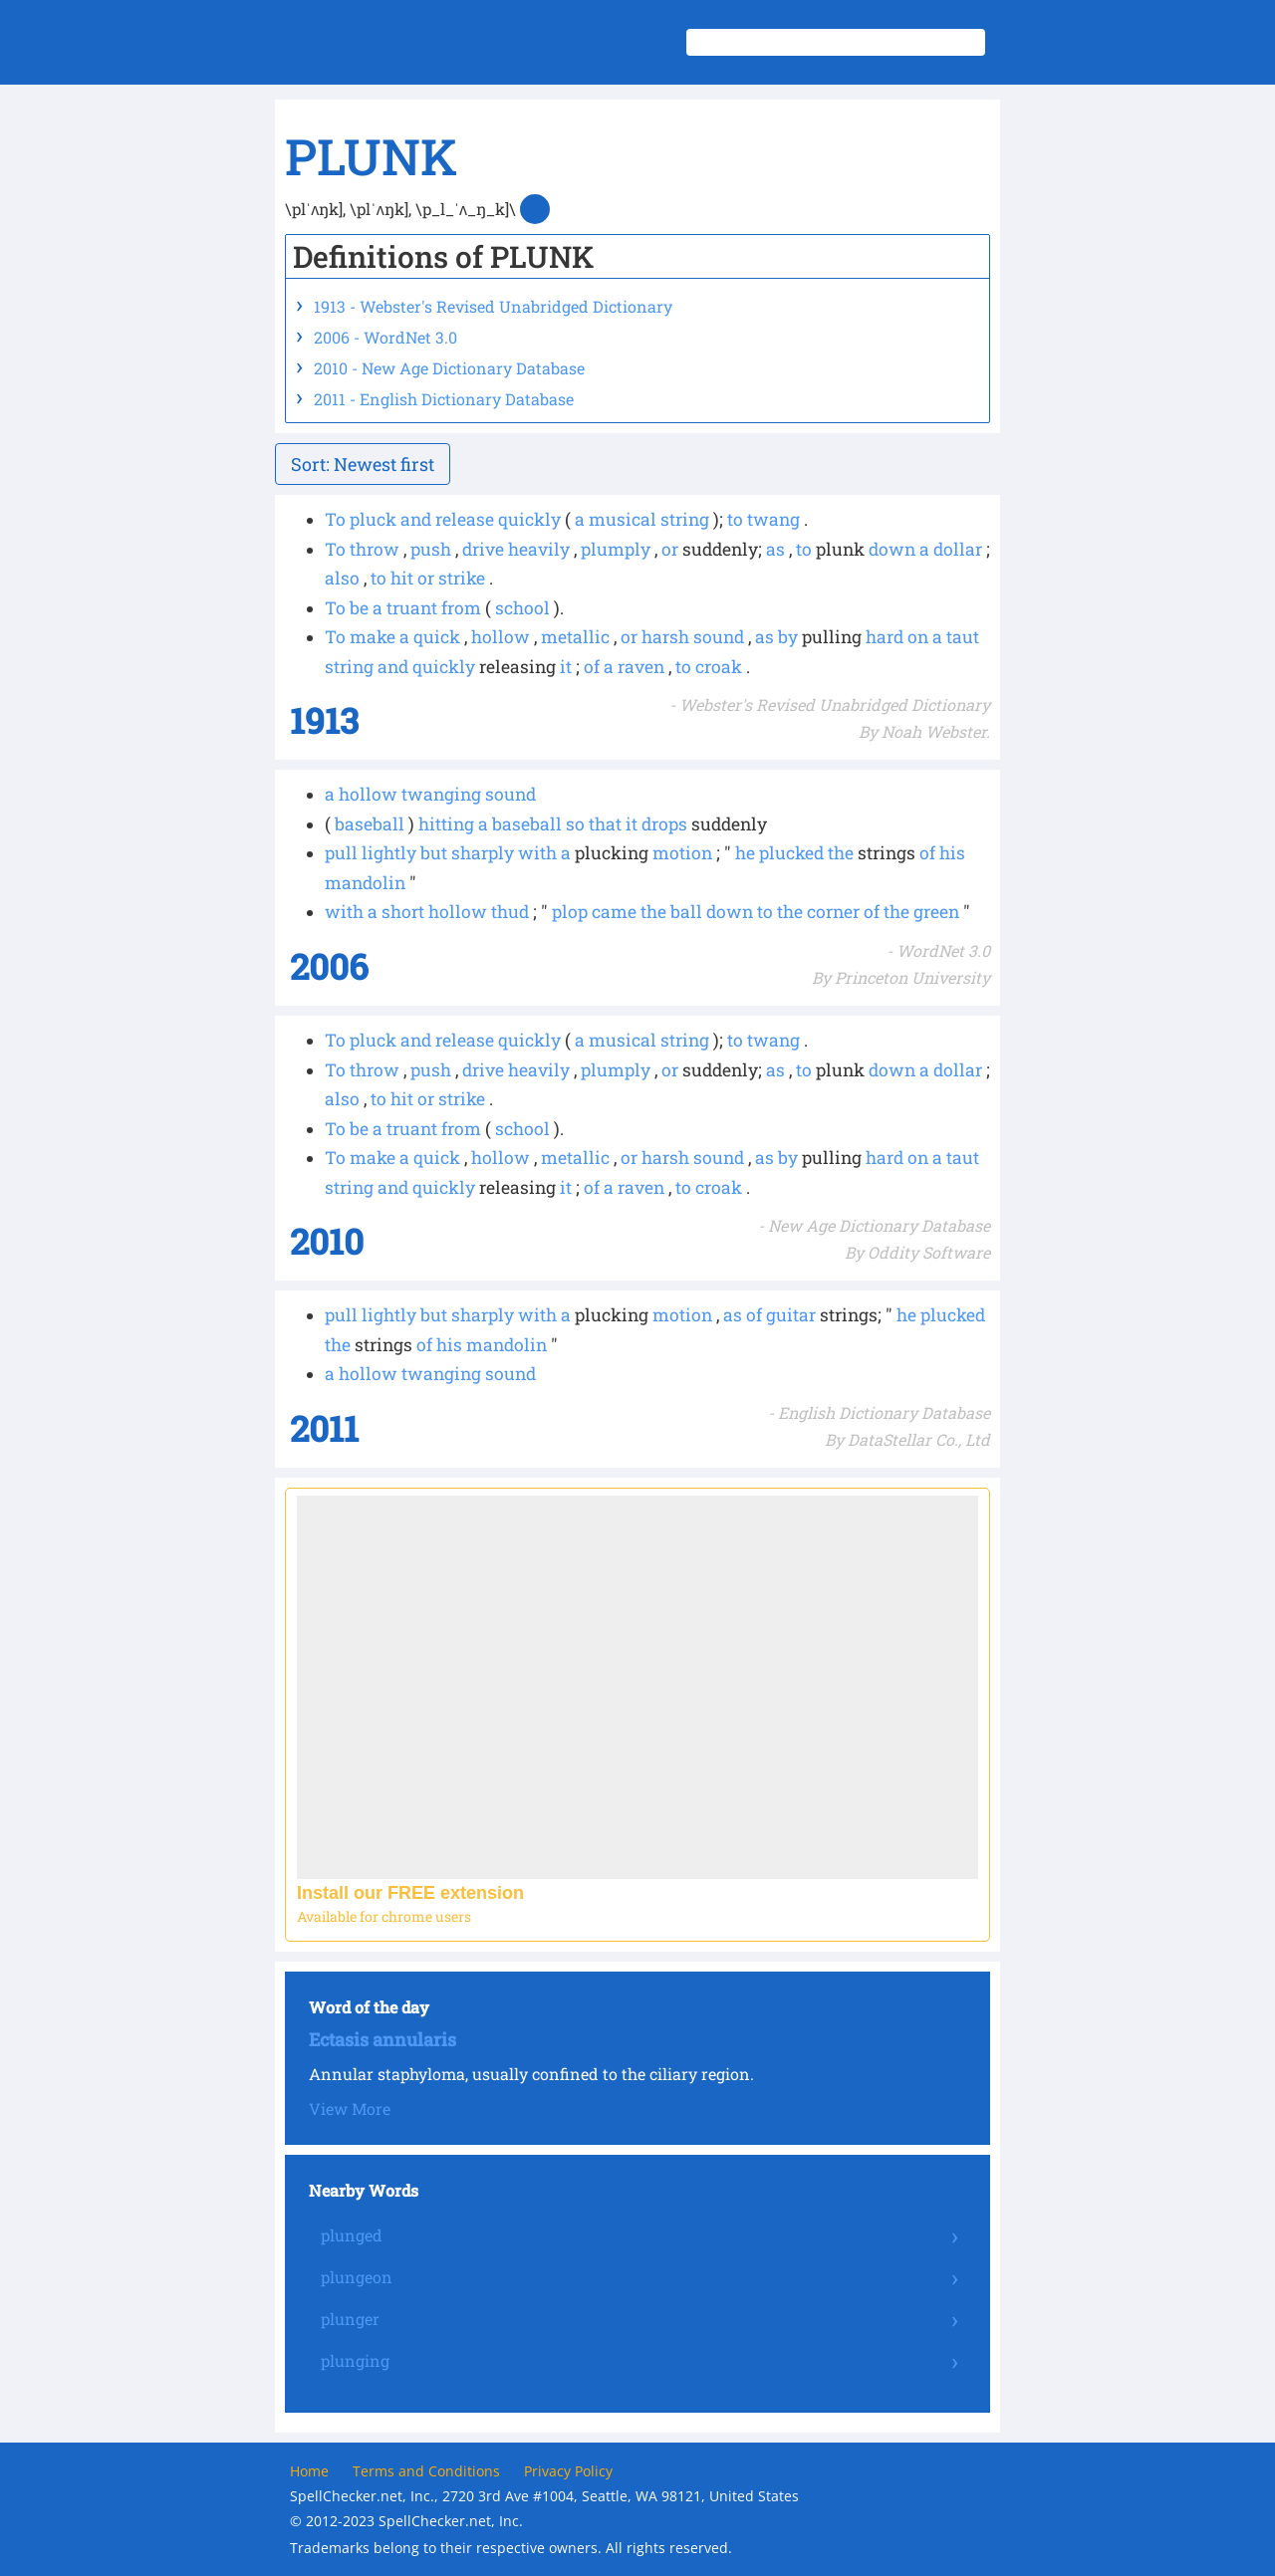 PLUNK
\plˈʌŋk], \plˈʌŋk], \p_l_ˈʌ_ŋ_k]\
Definitions of PLUNK
› 1913 - Webster's Revised Unabridged Dictionary
› 2006 - WordNet 3.0
› 2010 - New Age Dictionary Database
› 2011 - English Dictionary Database
Sort: Newest first
• To pluck and release quickly ( a musical string ); to twang .
• To throw , push , drive heavily , plumply , or suddenly; as , to plunk down a dollar ;
also , to hit or strike .
• To be a truant from ( school ).
• To make a quick , hollow , metallic , or harsh sound , as by pulling hard on a taut
string and quickly releasing it ; of a raven , to croak .
1913
- Webster's Revised Unabridged Dictionary
By Noah Webster.
• a hollow twanging sound
• ( baseball ) hitting a baseball so that it drops suddenly
• pull lightly but sharply with a plucking motion ; " he plucked the strings of his
mandolin "
• with a short hollow thud ; " plop came the ball down to the corner of the green "
2006
- WordNet 3.0
By Princeton University
• To pluck and release quickly ( a musical string ); to twang .
• To throw , push , drive heavily , plumply , or suddenly; as , to plunk down a dollar ;
also , to hit or strike .
• To be a truant from ( school ).
• To make a quick , hollow , metallic , or harsh sound , as by pulling hard on a taut
string and quickly releasing it ; of a raven , to croak .
2010
- New Age Dictionary Database
By Oddity Software
• pull lightly but sharply with a plucking motion , as of guitar strings; " he plucked
the strings of his mandolin "
• a hollow twanging sound
2011
- English Dictionary Database
By DataStellar Co., Ltd
Install our FREE extension
Available for chrome users
Word of the day
Ectasis annularis
Annular staphyloma, usually confined to the ciliary region.
View More
Nearby Words
plunged ›
plungeon ›
plunger ›
plunging ›
Home Terms and Conditions Privacy Policy
SpellChecker.net, Inc., 2720 3rd Ave #1004, Seattle, WA 98121, United States
© 2012-2023 SpellChecker.net, Inc.
Trademarks belong to their respective owners. All rights reserved.